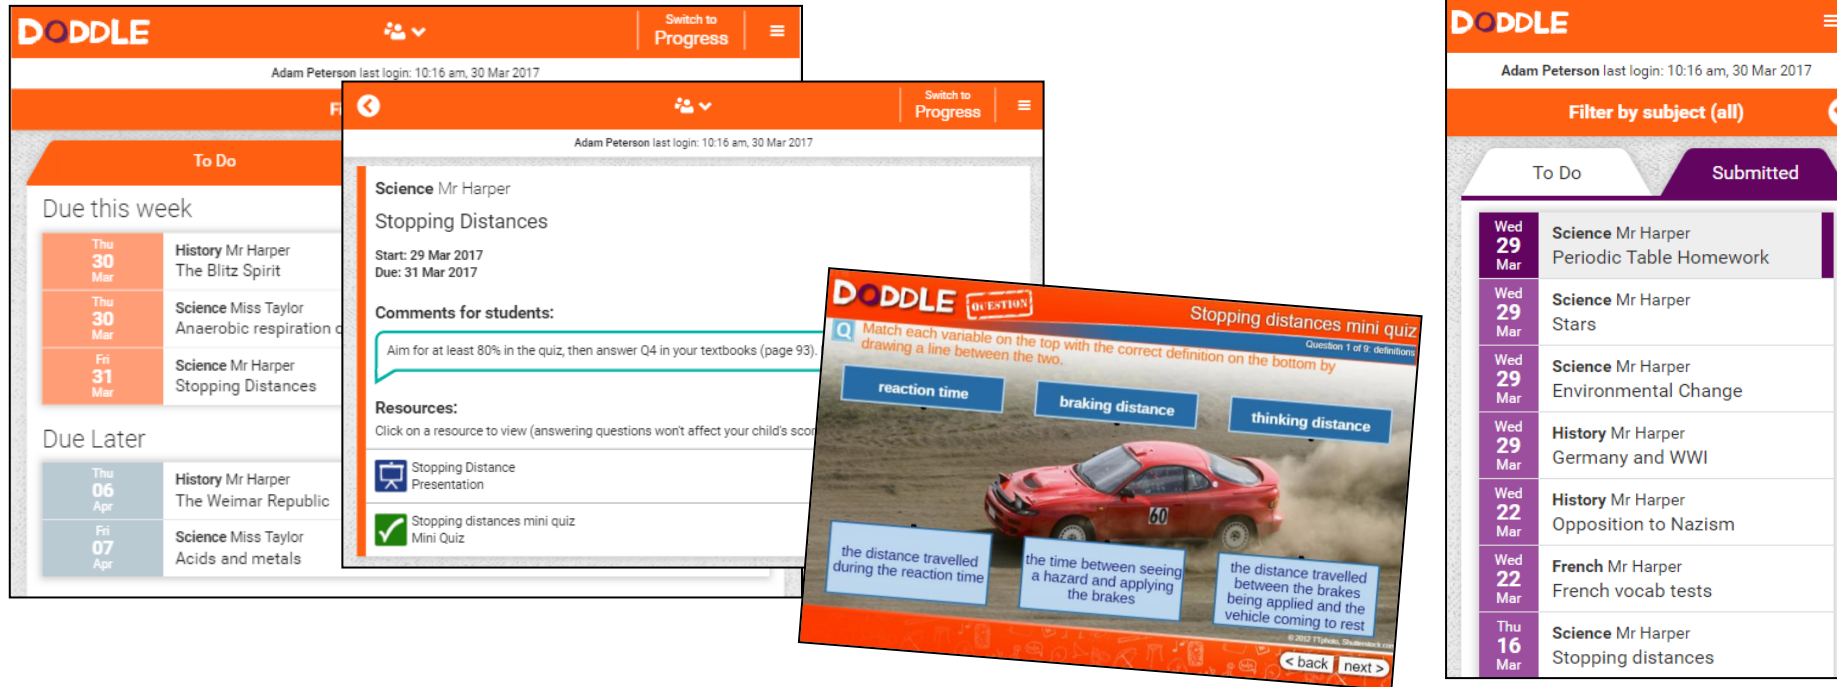 DODDLE
Switch to
Progress
Adam Peterson last login: 10:16 am, 30 Mar 2017
To Do
Due this week
Thu
30
Mar
History Mr Harper
The Blitz Spirit
Thu
30
Mar
Science Miss Taylor
Anaerobic respiration
Fri
31
Mar
Science Mr Harper
Stopping Distances
Due Later
Thu
06
Apr
History Mr Harper
The Weimar Republic
Fri
07
Apr
Science Miss Taylor
Acids and metals
Switch to
Progress
Adam Peterson last login: 10:16 am, 30 Mar 2017
Science Mr Harper
Stopping Distances
Start: 29 Mar 2017
Due: 31 Mar 2017
Comments for students:
Aim for at least 80% in the quiz, then answer Q4 in your textbooks (page 93).
Resources:
Click on a resource to view (answering questions won't affect your child's
Stopping Distance
Presentation
Stopping distances mini quiz
Mini Quiz
DODDLE QUESTION
Stopping distances mini quiz
Question 1 of 9: definitions
Q Match each variable on the top with the correct definition on the bottom by
drawing a line between the two.
reaction time
braking distance
thinking distance
60
the distance travelled
during the reaction time
the time between seeing
a hazard and applying
the brakes
the distance travelled
between the brakes
being applied and the
vehicle coming to rest
© 2012 TTphoto, Shutterstock.com
< back next >
DODDLE
Adam Peterson last login: 10:16 am, 30 Mar 2017
Filter by subject (all)
To Do
Submitted
Wed
29
Mar
Science Mr Harper
Periodic Table Homework
Wed
29
Mar
Science Mr Harper
Stars
Wed
29
Mar
Science Mr Harper
Environmental Change
Wed
29
Mar
History Mr Harper
Germany and WWI
Wed
22
Mar
History Mr Harper
Opposition to Nazism
Wed
22
Mar
French Mr Harper
French vocab tests
Thu
16
Mar
Science Mr Harper
Stopping distances